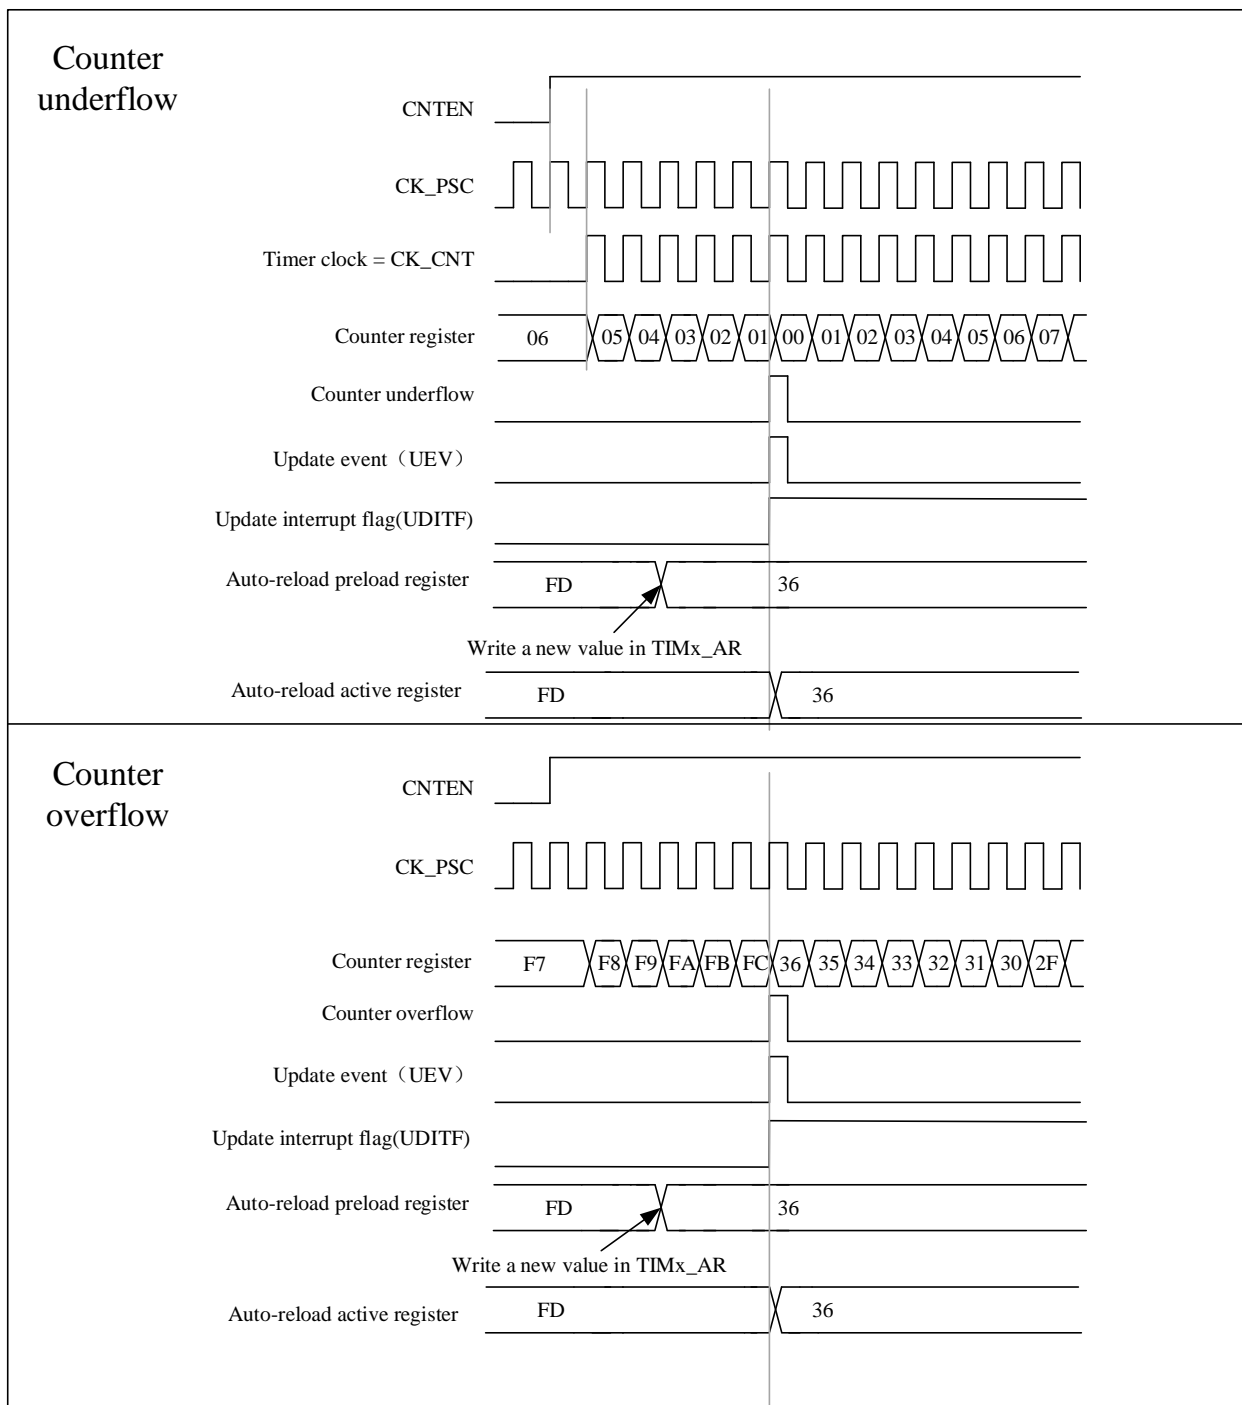 Counter
underflow
CNTEN
CK_PSC
Timer clock = CK_CNT
Counter register
06 05 04 03 02 01 00 01 02 03 04 05 06 07
Counter underflow
Update event（UEV）
Update interrupt flag(UDITF)
Auto-reload preload register
FD 36
Write a new value in TIMx_AR
Auto-reload active register
FD 36
Counter
overflow
CNTEN
CK_PSC
Counter register
F7 F8 F9 FA FB FC 36 35 34 33 32 31 30 2F
Counter overflow
Update event（UEV）
Update interrupt flag(UDITF)
Auto-reload preload register
FD 36
Write a new value in TIMx_AR
Auto-reload active register
FD 36